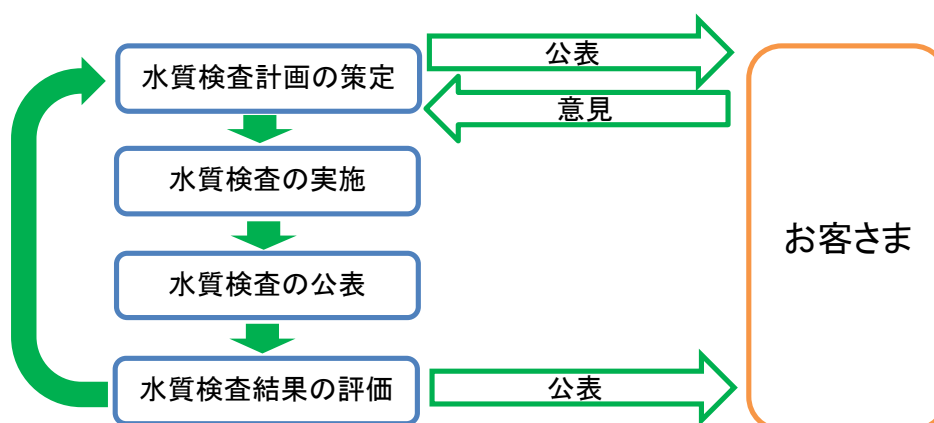 水質検査計画の策定
公表
意見
水質検査の実施
水質検査の公表
水質検査結果の評価
公表
お客さま